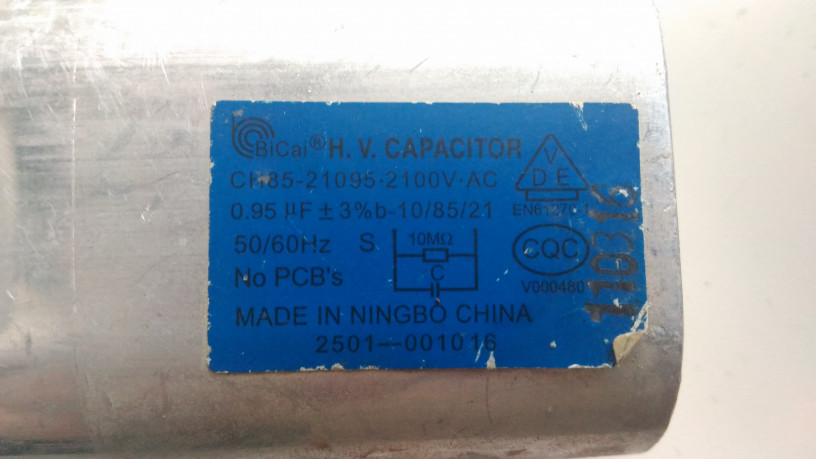 BiCai® H. V. CAPACITOR
CH85-21095·2100V·AC
0.95 µF ± 3% b-10/85/21
50/60Hz S
No PCB's
10MΩ
C
V
D E
CQC
V000480
MADE IN NINGBO CHINA
2501—001016
110316